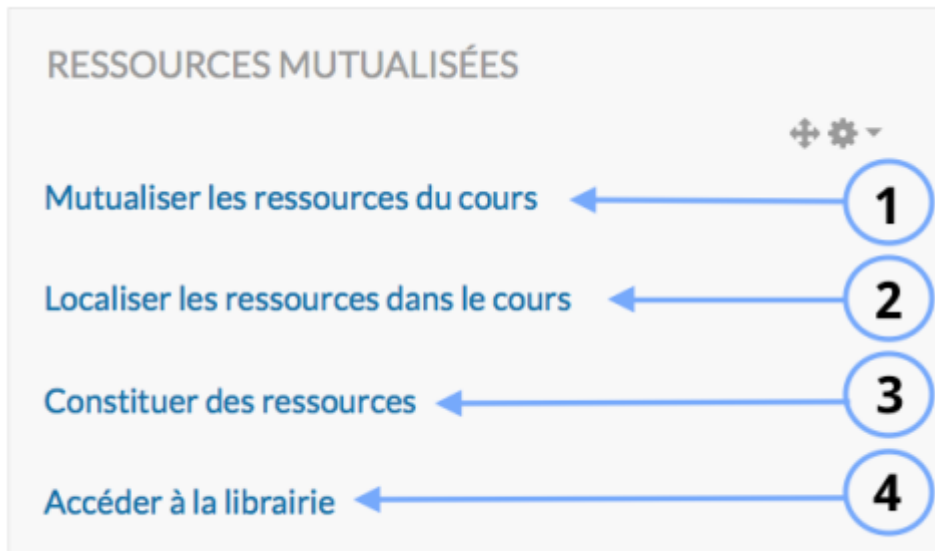 RESSOURCES MUTUALISÉES
Mutualiser les ressources du cours 1
Localiser les ressources dans le cours 2
Constituer des ressources 3
Accéder à la librairie 4